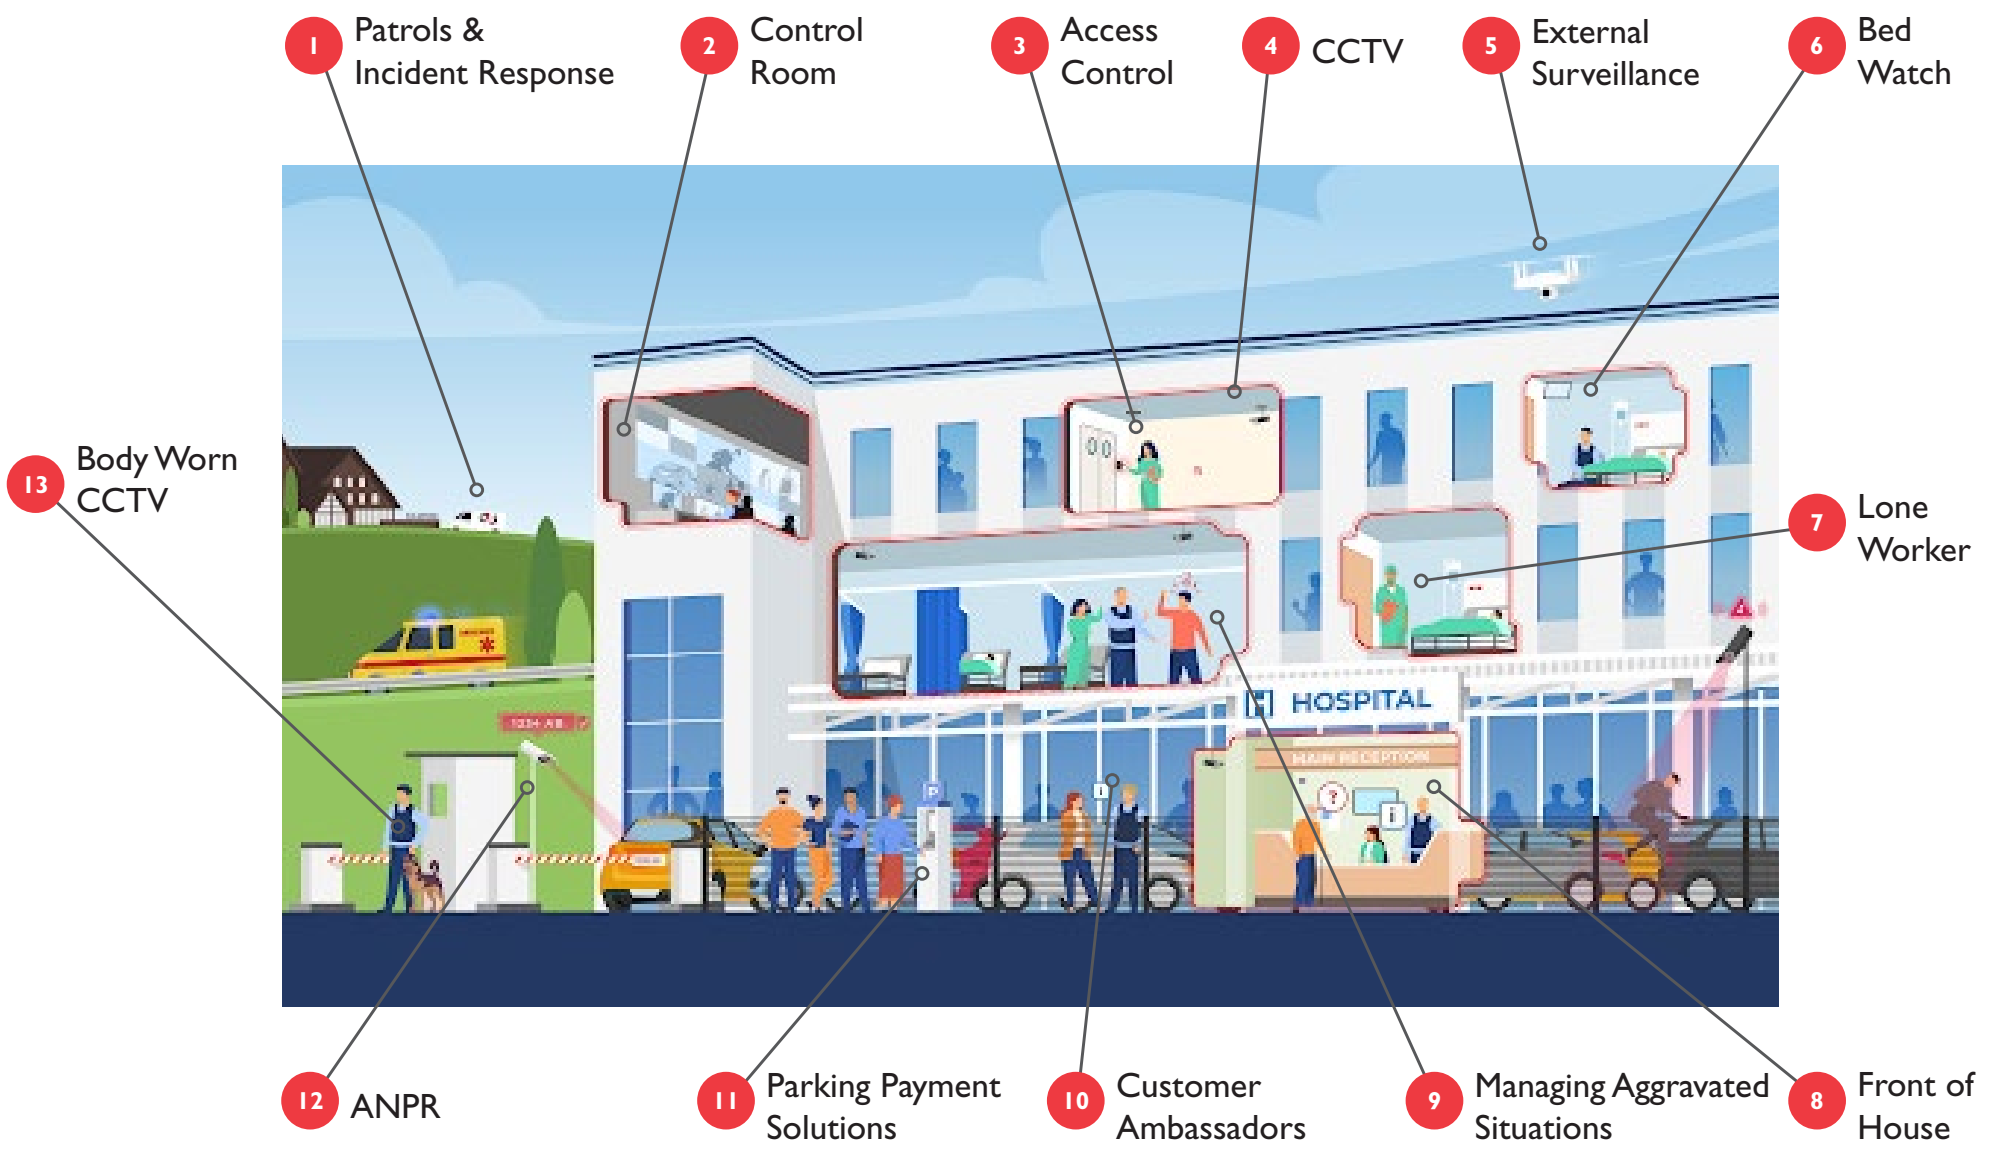 1 Patrols &
Incident Response
2 Control
Room
3 Access
Control
4 CCTV
5 External
Surveillance
6 Bed
Watch
13 Body Worn
CCTV
7 Lone
Worker
HOSPITAL
MAIN RECEPTION
P
?
i
i
12 ANPR
11 Parking Payment
Solutions
10 Customer
Ambassadors
9 Managing Aggravated
Situations
8 Front of
House